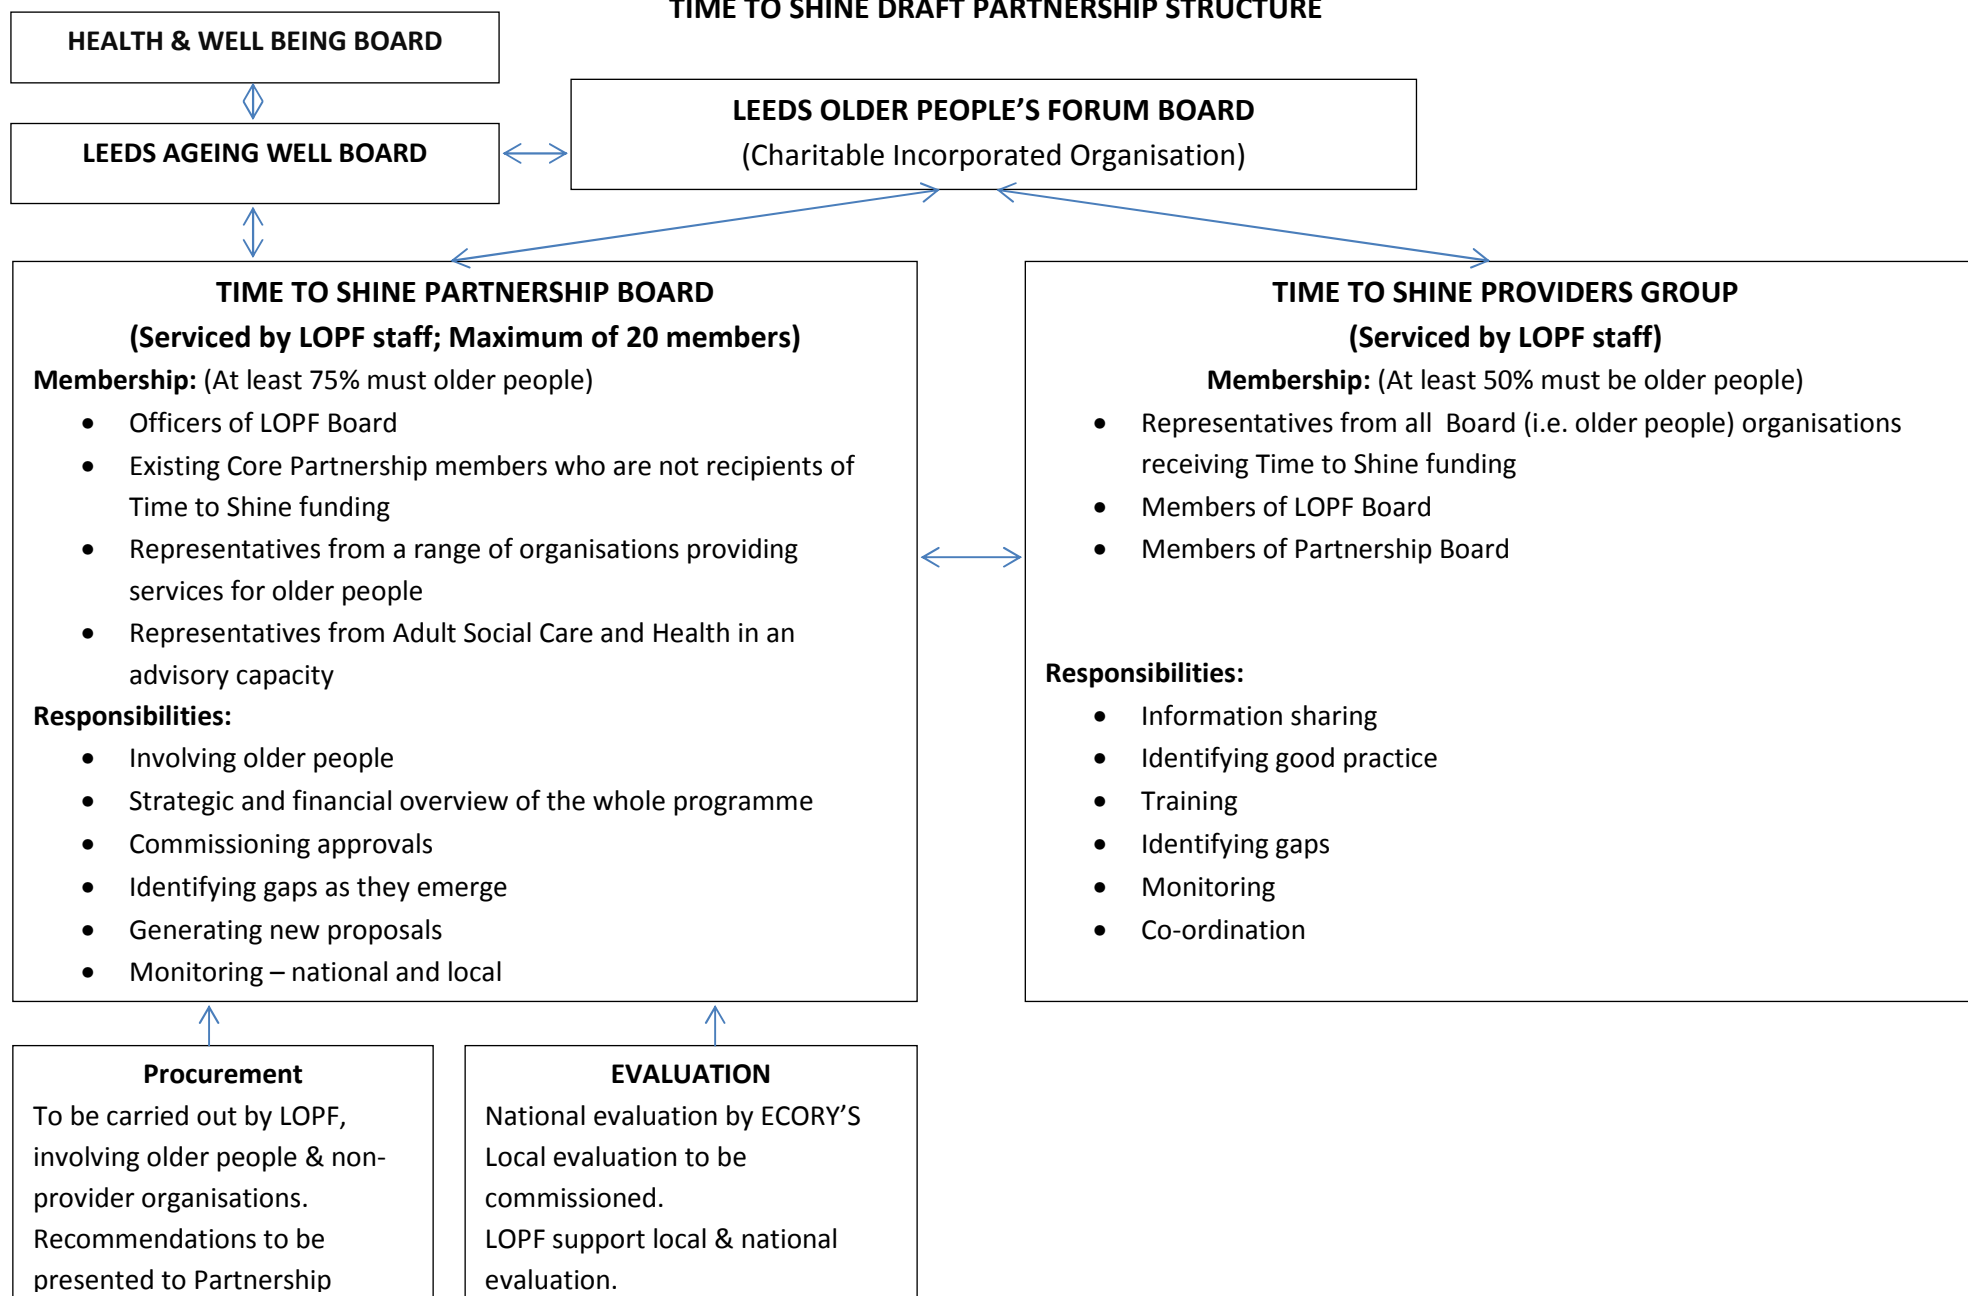 TIME TO SHINE DRAFT PARTNERSHIP STRUCTURE
HEALTH & WELL BEING BOARD
LEEDS AGEING WELL BOARD
LEEDS OLDER PEOPLE’S FORUM BOARD
(Charitable Incorporated Organisation)
TIME TO SHINE PARTNERSHIP BOARD
(Serviced by LOPF staff; Maximum of 20 members)
Membership: (At least 75% must older people)
• Officers of LOPF Board
• Existing Core Partnership members who are not recipients of
Time to Shine funding
• Representatives from a range of organisations providing
services for older people
• Representatives from Adult Social Care and Health in an
advisory capacity
Responsibilities:
• Involving older people
• Strategic and financial overview of the whole programme
• Commissioning approvals
• Identifying gaps as they emerge
• Generating new proposals
• Monitoring – national and local
TIME TO SHINE PROVIDERS GROUP
(Serviced by LOPF staff)
Membership: (At least 50% must be older people)
• Representatives from all  Board (i.e. older people) organisations
receiving Time to Shine funding
• Members of LOPF Board
• Members of Partnership Board
Responsibilities:
• Information sharing
• Identifying good practice
• Training
• Identifying gaps
• Monitoring
• Co-ordination
Procurement
To be carried out by LOPF,
involving older people & non-
provider organisations.
Recommendations to be
presented to Partnership
EVALUATION
National evaluation by ECORY’S
Local evaluation to be
commissioned.
LOPF support local & national
evaluation.